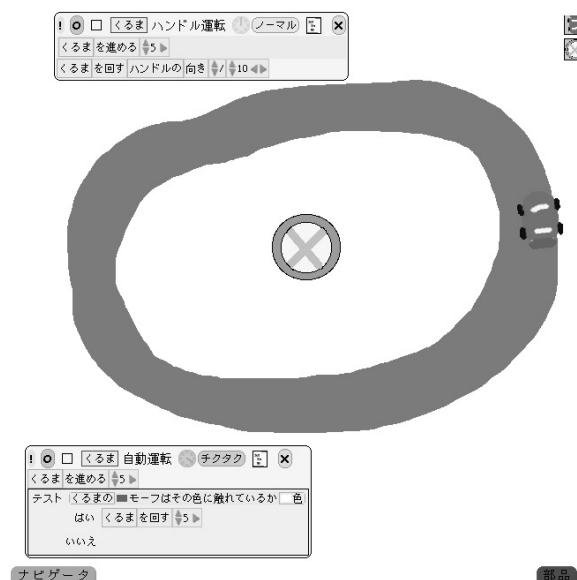 ! くるま ハンドル運転 ノーマル
くるま を進める 5
くるま を回す ハンドルの 向き / 10
! くるま 自動運転 チクタク
くるま を進める 5
テスト くるまの モーフはその色に触れているか 色
はい くるま を回す 5
いいえ
ナビゲータ 部品